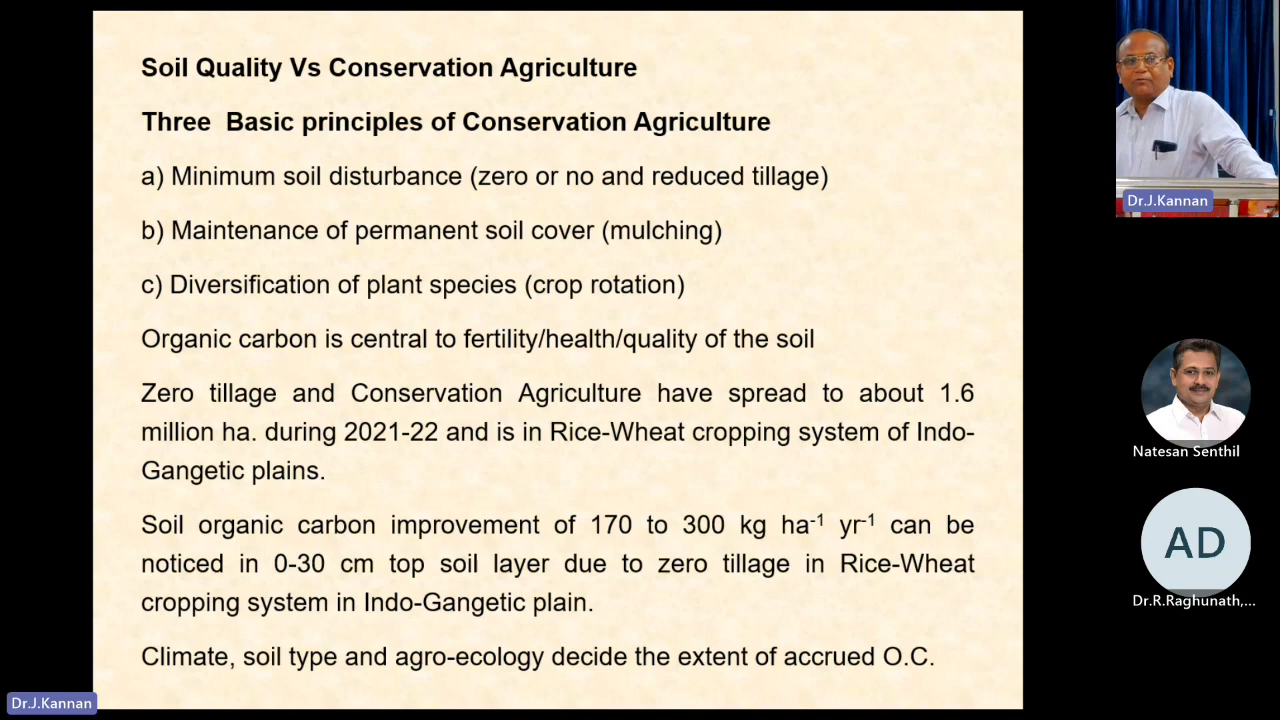 Soil Quality Vs Conservation Agriculture
Three Basic principles of Conservation Agriculture
a) Minimum soil disturbance (zero or no and reduced tillage)
b) Maintenance of permanent soil cover (mulching)
c) Diversification of plant species (crop rotation)
Organic carbon is central to fertility/health/quality of the soil
Zero tillage and Conservation Agriculture have spread to about 1.6
million ha. during 2021-22 and is in Rice-Wheat cropping system of Indo-
Gangetic plains.
Soil organic carbon improvement of 170 to 300 kg ha⁻¹ yr⁻¹ can be
noticed in 0-30 cm top soil layer due to zero tillage in Rice-Wheat
cropping system in Indo-Gangetic plain.
Climate, soil type and agro-ecology decide the extent of accrued O.C.
Dr.J.Kannan
Dr.J.Kannan
Natesan Senthil
AD
Dr.R.Raghunath,...